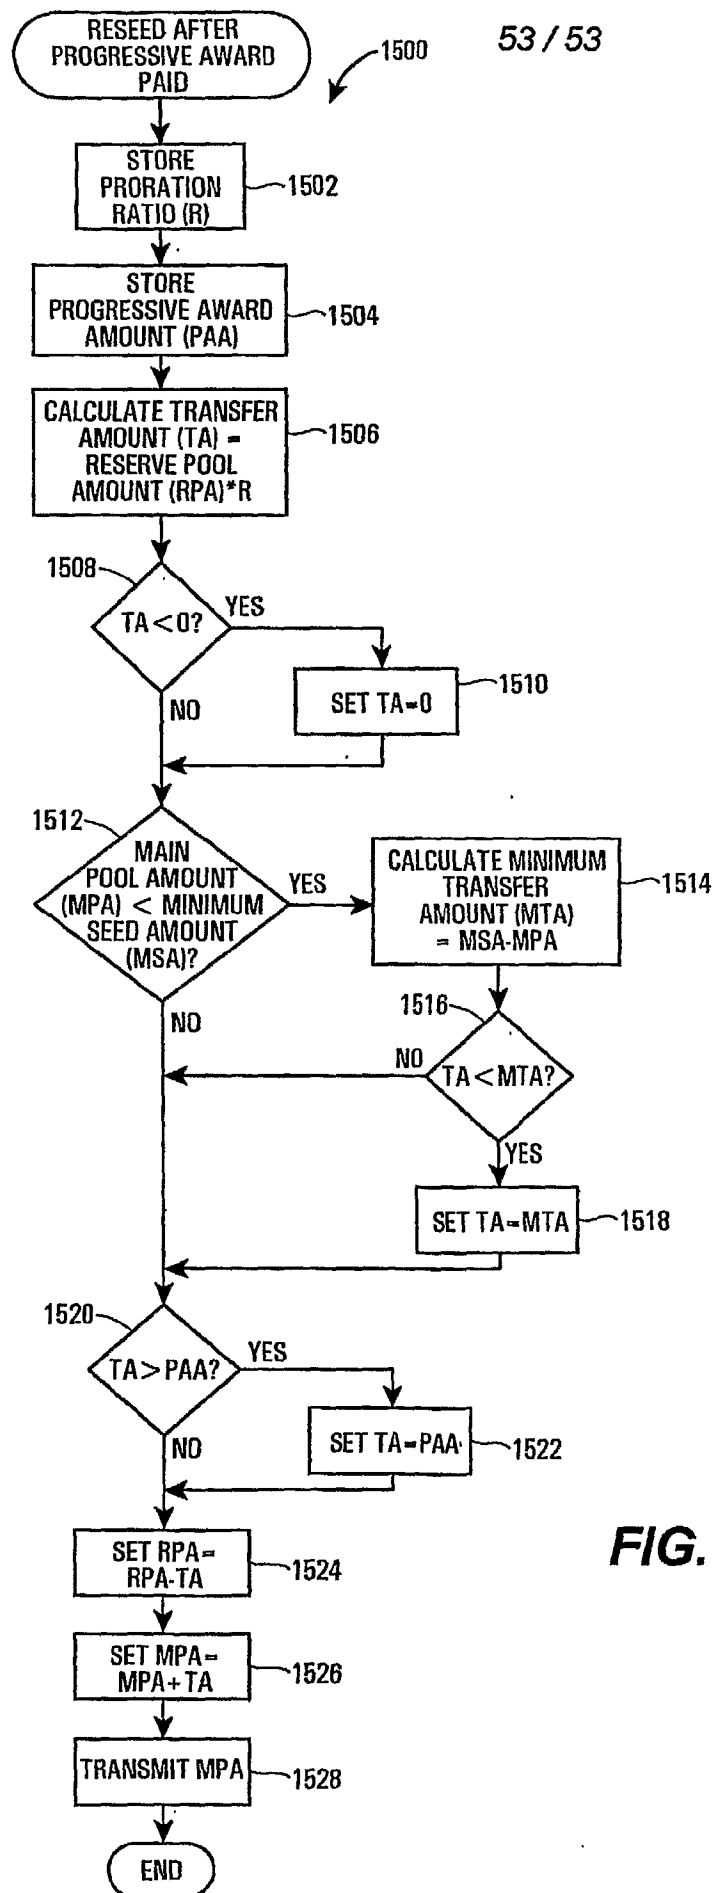 RESEED AFTER
PROGRESSIVE AWARD
PAID
1500
53/53
STORE
PRORATION
RATIO (R)
1502
STORE
PROGRESSIVE AWARD
AMOUNT (PAA)
1504
CALCULATE TRANSFER
AMOUNT (TA) =
RESERVE POOL
AMOUNT (RPA)*R
1506
1508
TA<0?
YES
NO
SET TA=0
1510
1512
MAIN
POOL AMOUNT
(MPA) < MINIMUM
SEED AMOUNT
(MSA)?
YES
NO
CALCULATE MINIMUM
TRANSFER
AMOUNT (MTA)
= MSA-MPA
1514
1516
TA<MTA?
NO
YES
SET TA=MTA
1518
1520
TA>PAA?
YES
NO
SET TA=PAA
1522
SET RPA=
RPA-TA
1524
FIG.
SET MPA=
MPA+TA
1526
TRANSMIT MPA
1528
END